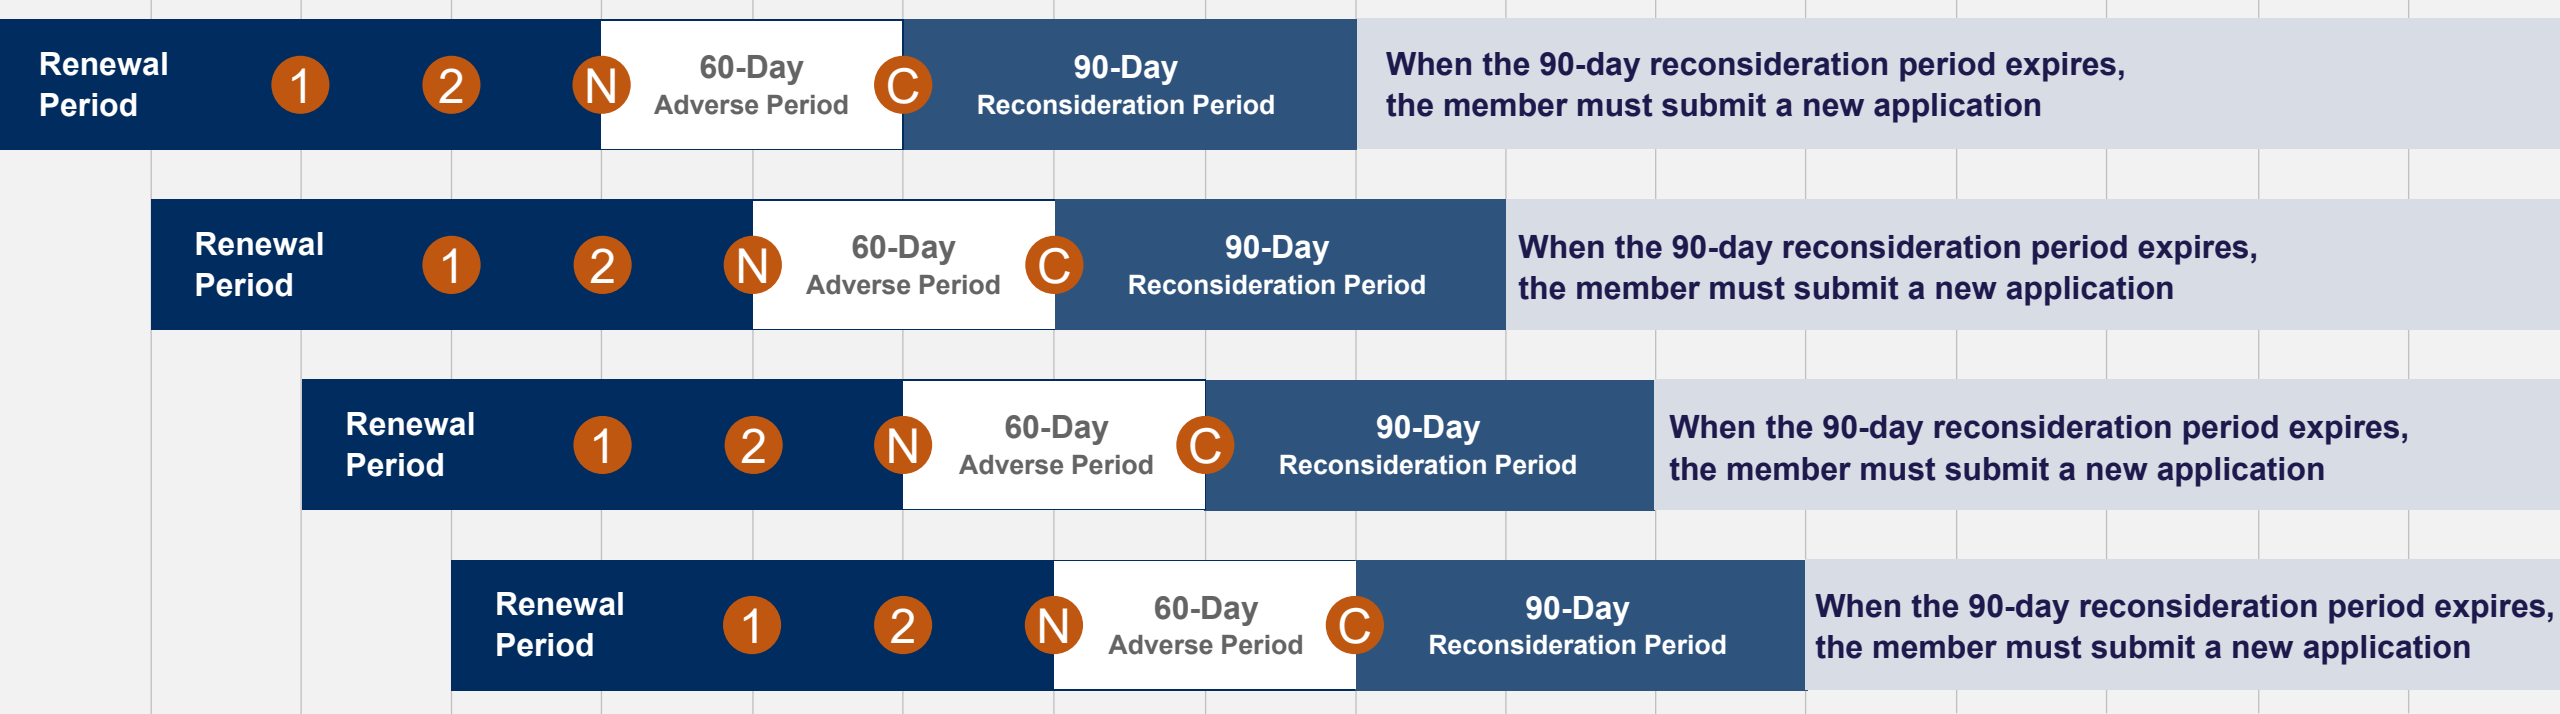 Renewal
Period
1
2
N
60-Day
Adverse Period
C
90-Day
Reconsideration Period
When the 90-day reconsideration period expires,
the member must submit a new application
Renewal
Period
1
2
N
60-Day
Adverse Period
C
90-Day
Reconsideration Period
When the 90-day reconsideration period expires,
the member must submit a new application
Renewal
Period
1
2
N
60-Day
Adverse Period
C
90-Day
Reconsideration Period
When the 90-day reconsideration period expires,
the member must submit a new application
Renewal
Period
1
2
N
60-Day
Adverse Period
C
90-Day
Reconsideration Period
When the 90-day reconsideration period expires,
the member must submit a new application